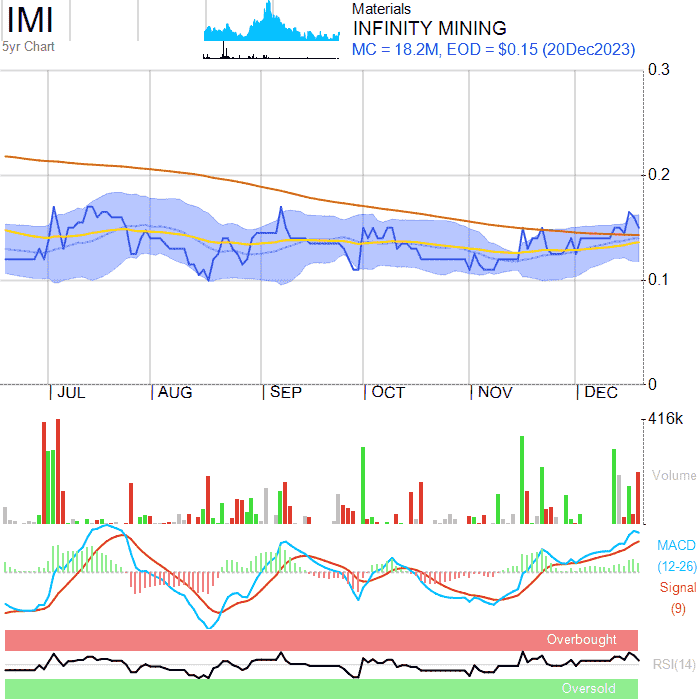 IMI
5yr Chart
Materials
INFINITY MINING
MC = 18.2M, EOD = $0.15 (20Dec2023)
0.3
0.2
0.1
0
JUL AUG SEP OCT NOV DEC
416k
Volume
MACD
(12-26)
Signal
(9)
Overbought
RSI(14)
Oversold